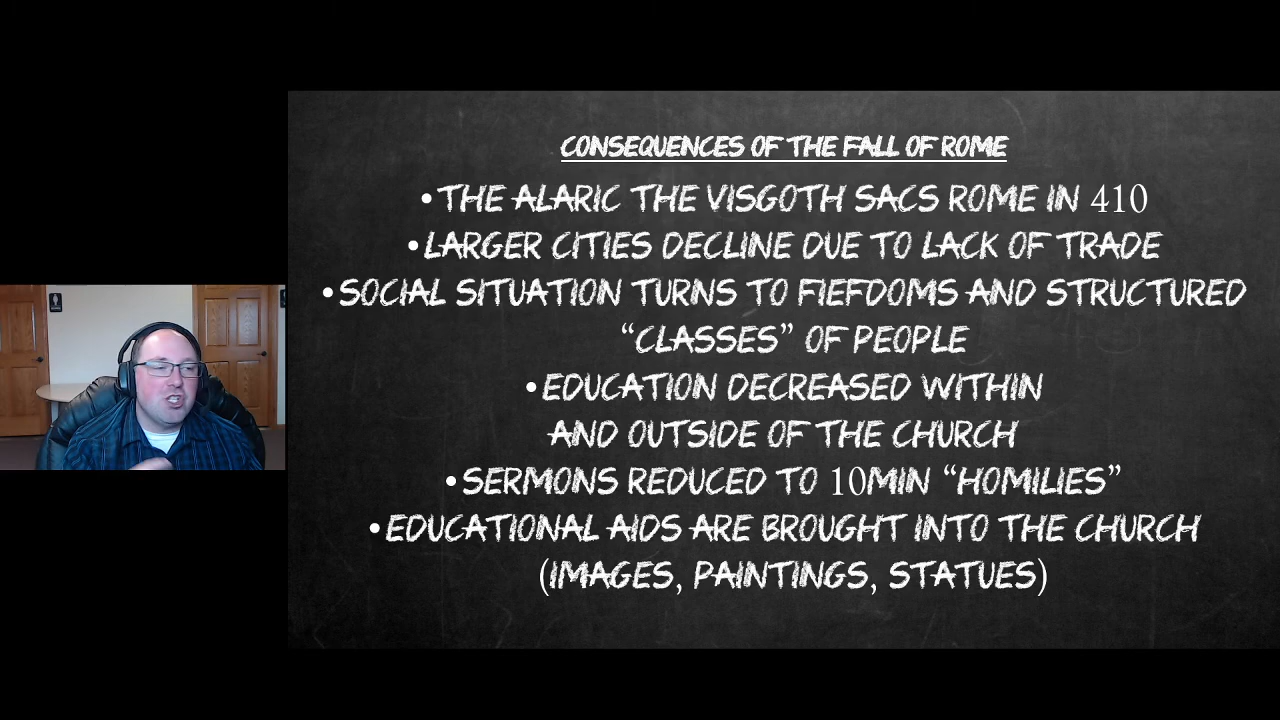 CONSEQUENCES OF THE FALL OF ROME
•THE ALARIC THE VISGOTH SACS ROME IN 410
•LARGER CITIES DECLINE DUE TO LACK OF TRADE
•SOCIAL SITUATION TURNS TO FIEFDOMS AND STRUCTURED
“CLASSES” OF PEOPLE
•EDUCATION DECREASED WITHIN
AND OUTSIDE OF THE CHURCH
•SERMONS REDUCED TO 10MIN “HOMILIES”
•EDUCATIONAL AIDS ARE BROUGHT INTO THE CHURCH
(IMAGES, PAINTINGS, STATUES)